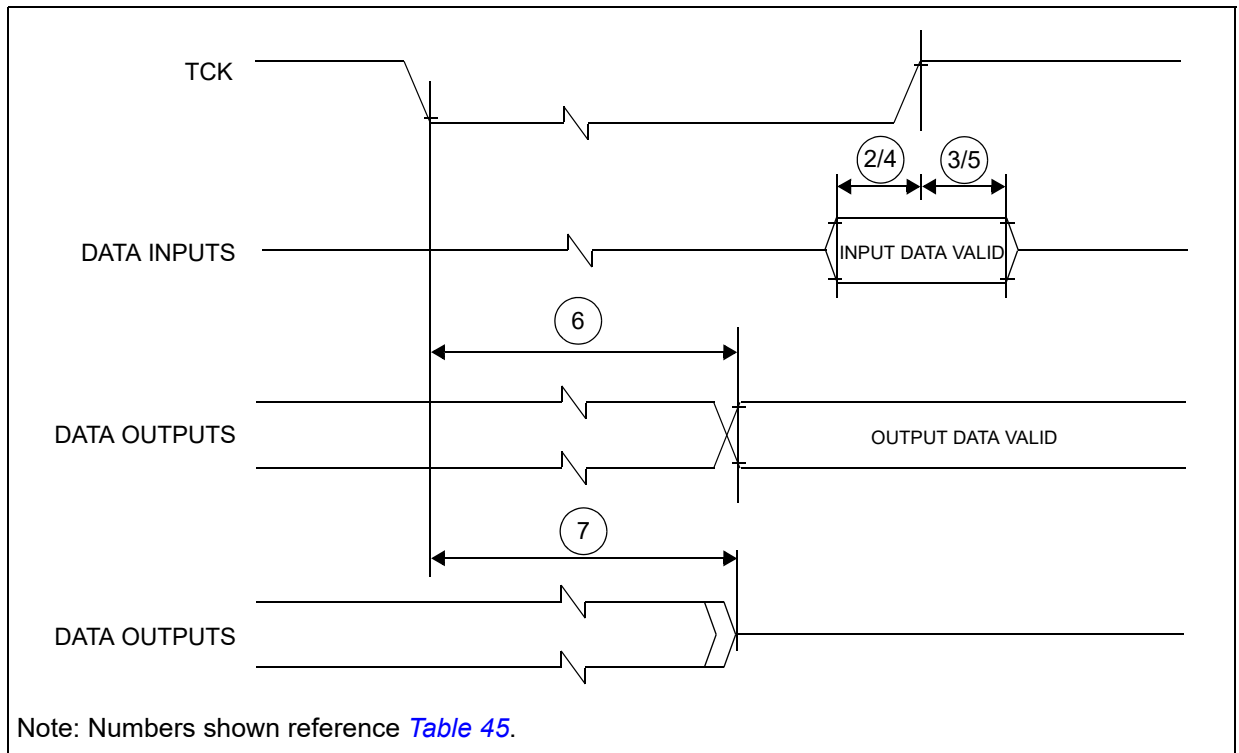 TCK
2/4
3/5
DATA INPUTS
INPUT DATA VALID
6
DATA OUTPUTS
OUTPUT DATA VALID
7
DATA OUTPUTS
Note: Numbers shown reference Table 45.